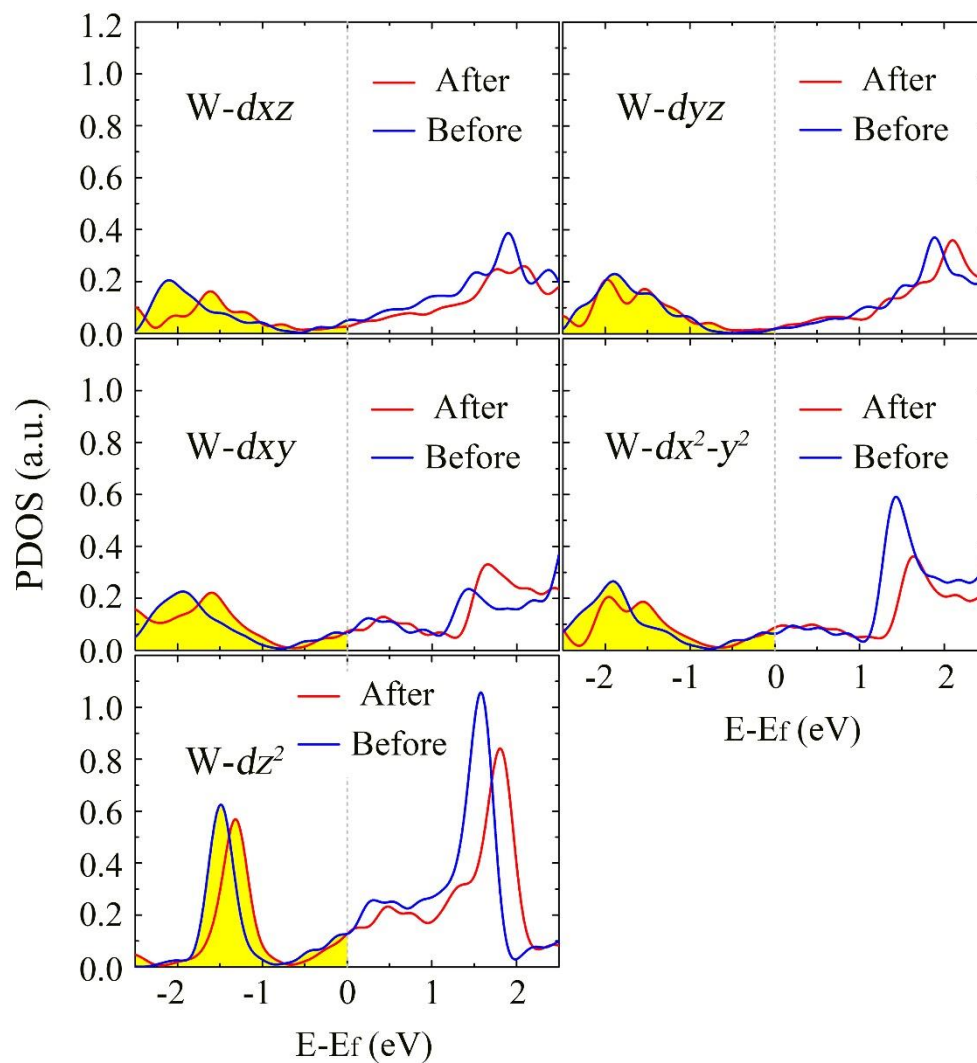 1.2
1.0
0.8
0.6
0.4
0.2
0.0
W-dxz
After
Before
W-dyz
After
Before
1.0
0.8
0.6
0.4
0.2
0.0
W-dxy
After
Before
W-dx²-y²
After
Before
PDOS (a.u.)
-2 -1 0 1 2
E-Ef (eV)
1.0
0.8
0.6
0.4
0.2
0.0
After
Before
W-dz²
-2 -1 0 1 2
E-Ef (eV)